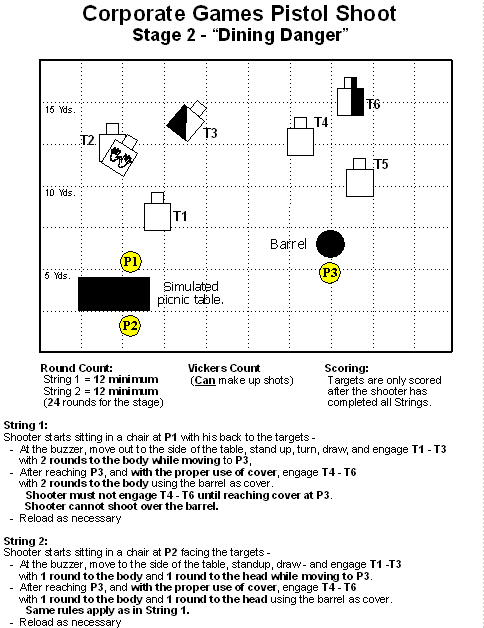 Corporate Games Pistol Shoot
Stage 2 - “Dining Danger”
15 Yds.
T6
T4
T3
T2
T5
10 Yds.
T1
Barrel
P1
P3
5 Yds.
Simulated
picnic table.
P2
Round Count:
String 1 = 12 minimum
String 2 = 12 minimum
(24 rounds for the stage)
Vickers Count
(Can make up shots)
Scoring:
Targets are only scored
after the shooter has
completed all Strings.
String 1:
Shooter starts sitting in a chair at P1 with his back to the targets -
- At the buzzer, move out to the side of the table, stand up, turn, draw, and engage T1 - T3
with 2 rounds to the body while moving to P3,
- After reaching P3, and with the proper use of cover, engage T4 - T6
with 2 rounds to the body using the barrel as cover.
Shooter must not engage T4 - T6 until reaching cover at P3.
Shooter cannot shoot over the barrel.
- Reload as necessary
String 2:
Shooter starts sitting in a chair at P2 facing the targets -
- At the buzzer, move to the side of the table, standup, draw - and engage T1 -T3
with 1 round to the body and 1 round to the head while moving to P3.
- After reaching P3, and with the proper use of cover, engage T4 - T6
with 1 round to the body and 1 round to the head using the barrel as cover.
Same rules apply as in String 1.
- Reload as necessary